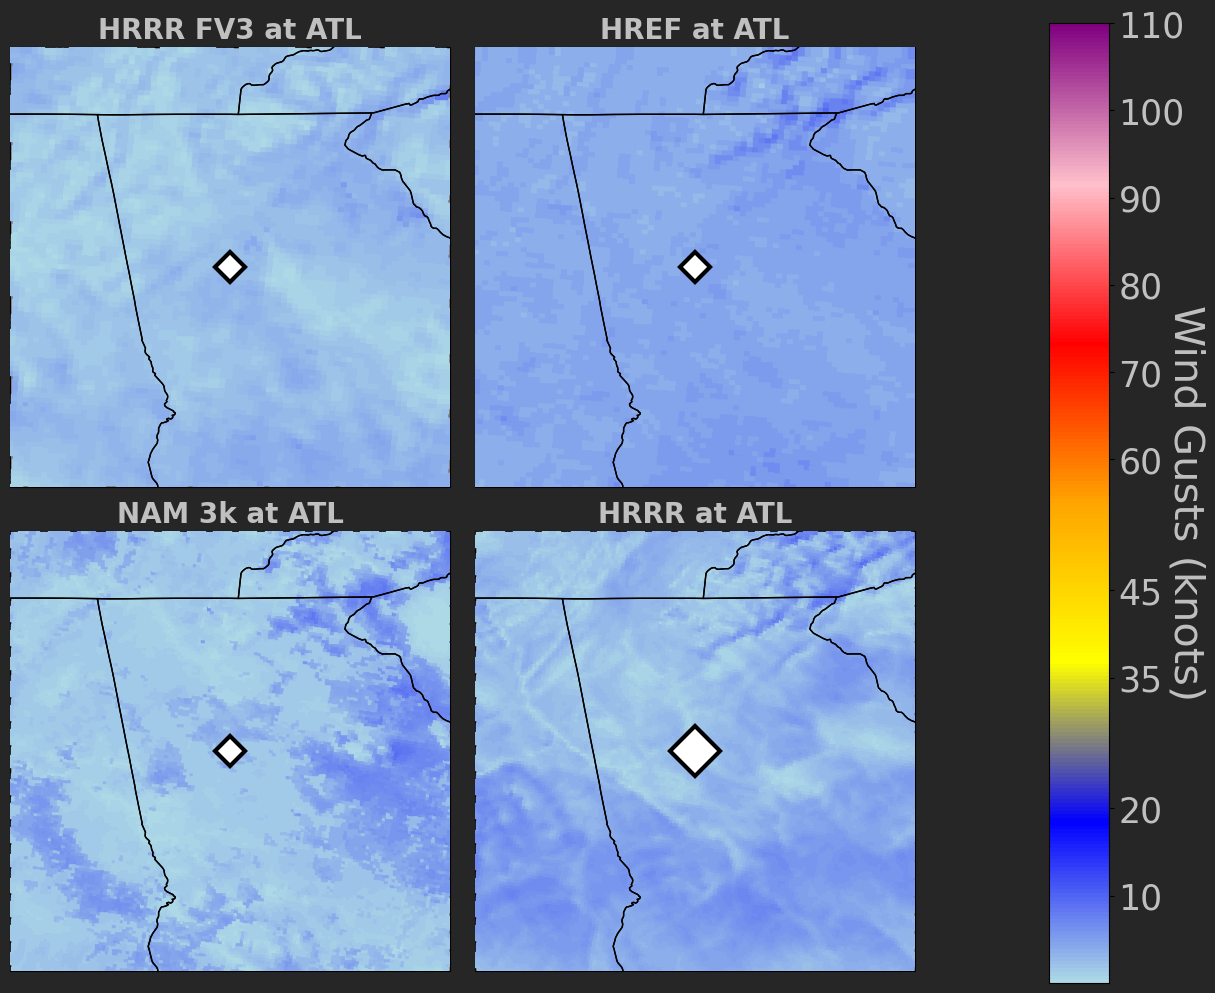 HRRR FV3 at ATL
HREF at ATL
NAM 3k at ATL
HRRR at ATL
110
100
90
80
70
60
45
35
20
10
Wind Gusts (knots)